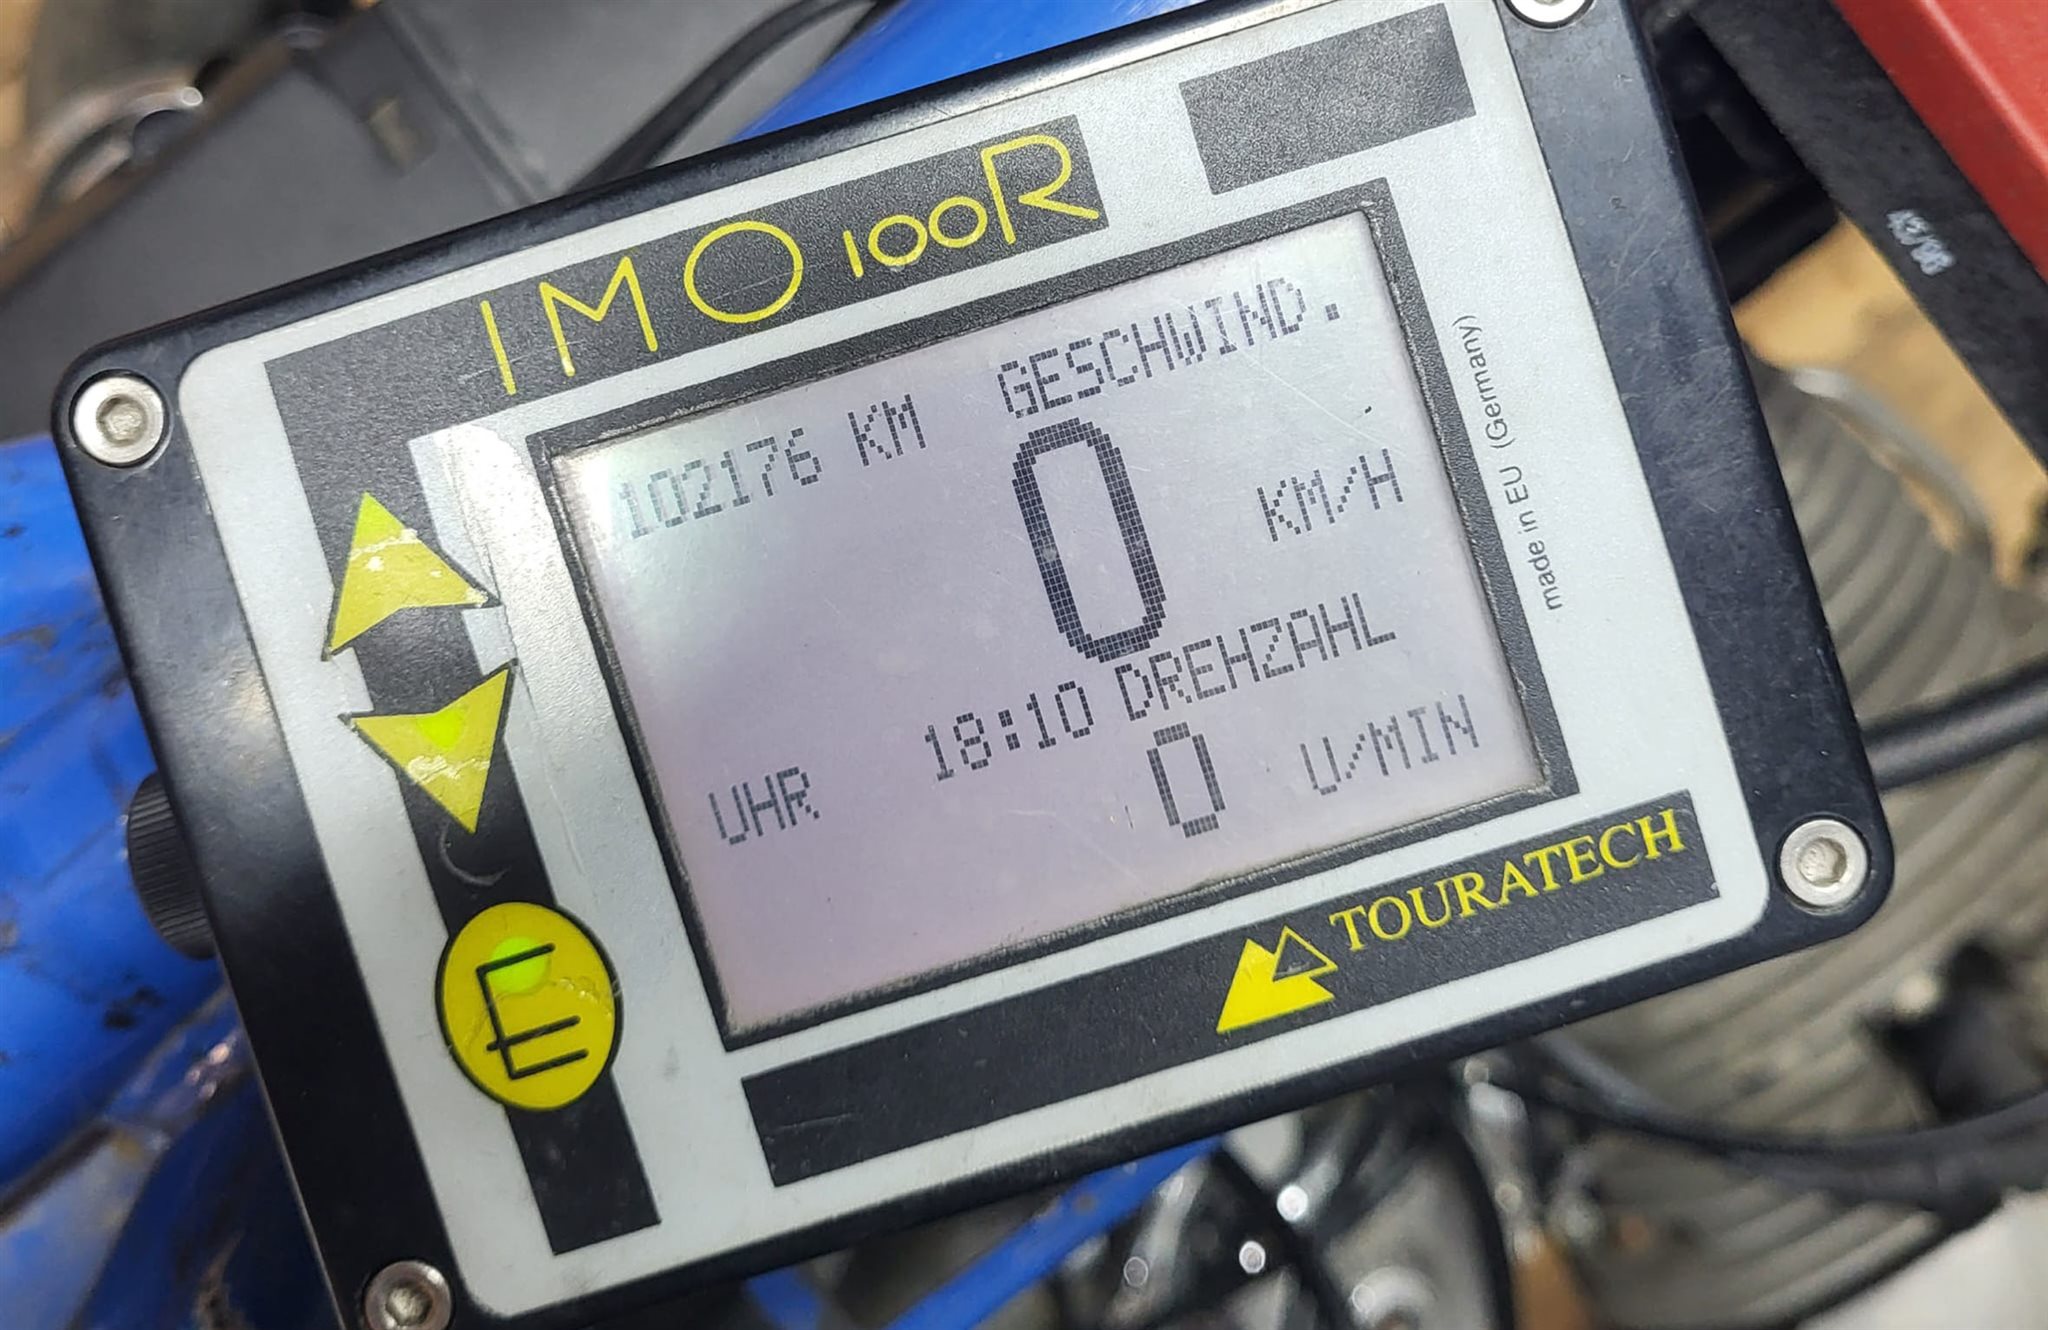 IMO 100R
GESCHWIND.
102176 KM
0 KM/H
DREHZAHL
UHR 18:10
0 U/MIN
made in EU (Germany)
TOURATECH
E